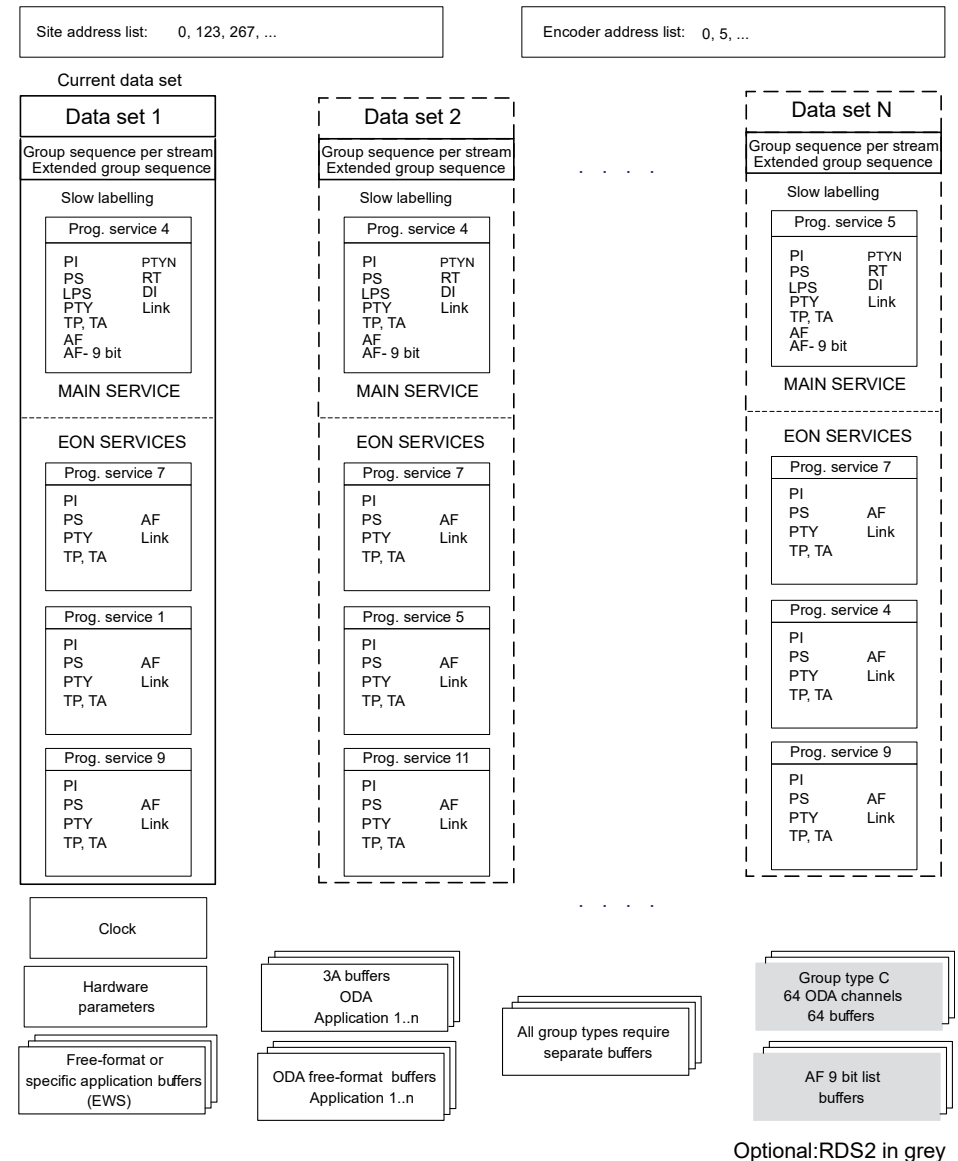 Site address list: 0, 123, 267, ...
Encoder address list: 0, 5, ...
Current data set
Data set 1
Group sequence per stream
Extended group sequence
Slow labelling
Prog. service 4
PI PTYN
PS RT
LPS DI
PTY Link
TP, TA
AF
AF- 9 bit
MAIN SERVICE
EON SERVICES
Prog. service 7
PI
PS AF
PTY Link
TP, TA
Prog. service 1
PI
PS AF
PTY Link
TP, TA
Prog. service 9
PI
PS AF
PTY Link
TP, TA
Data set 2
Group sequence per stream
Extended group sequence
Slow labelling
Prog. service 4
PI PTYN
PS RT
LPS DI
PTY Link
TP, TA
AF
AF- 9 bit
MAIN SERVICE
EON SERVICES
Prog. service 7
PI
PS AF
PTY Link
TP, TA
Prog. service 5
PI
PS AF
PTY Link
TP, TA
Prog. service 11
PI
PS AF
PTY Link
TP, TA
. . . .
Data set N
Group sequence per stream
Extended group sequence
Slow labelling
Prog. service 5
PI PTYN
PS RT
LPS DI
PTY Link
TP, TA
AF
AF- 9 bit
MAIN SERVICE
EON SERVICES
Prog. service 7
PI
PS AF
PTY Link
TP, TA
Prog. service 4
PI
PS AF
PTY Link
TP, TA
Prog. service 9
PI
PS AF
PTY Link
TP, TA
. . . .
Clock
Hardware
parameters
Free-format or
specific application buffers
(EWS)
3A buffers
ODA
Application 1..n
ODA free-format buffers
Application 1..n
All group types require
separate buffers
Group type C
64 ODA channels
64 buffers
AF 9 bit list
buffers
Optional:RDS2 in grey